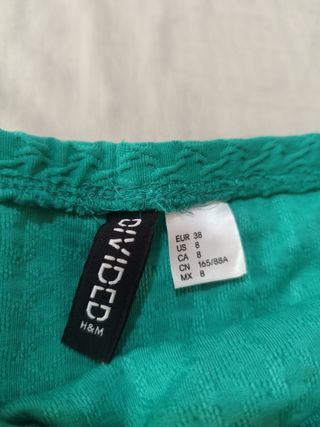 DIVIDED
H&M
EUR 38
US 8
CA 8
CN 165/88A
MX 8